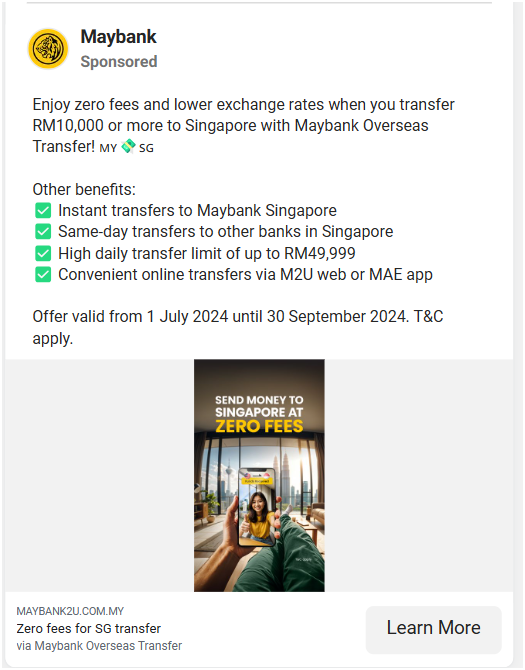 Maybank
Sponsored
Enjoy zero fees and lower exchange rates when you transfer
RM10,000 or more to Singapore with Maybank Overseas
Transfer! MY 💸 SG
Other benefits:
✅ Instant transfers to Maybank Singapore
✅ Same-day transfers to other banks in Singapore
✅ High daily transfer limit of up to RM49,999
✅ Convenient online transfers via M2U web or MAE app
Offer valid from 1 July 2024 until 30 September 2024. T&C
apply.
SEND MONEY TO
SINGAPORE AT
ZERO FEES
MAYBANK2U.COM.MY
Zero fees for SG transfer
via Maybank Overseas Transfer
Learn More